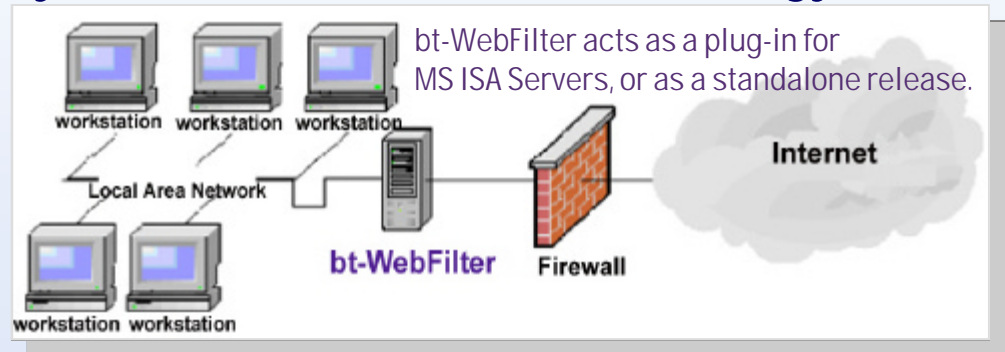 bt-WebFilter acts as a plug-in for
MS ISA Servers, or as a standalone release.
workstation workstation workstation
Internet
Local Area Network
bt-WebFilter
Firewall
workstation workstation